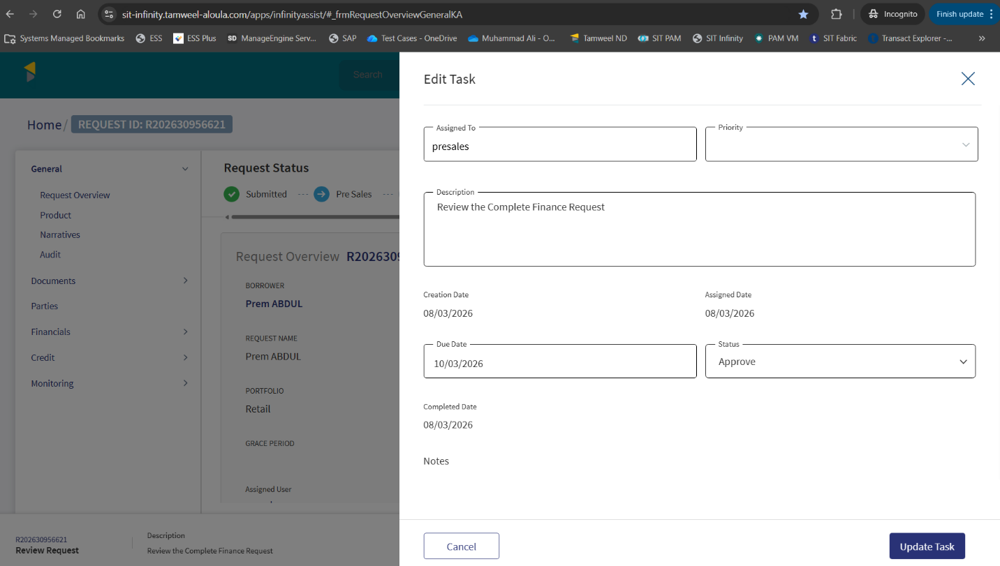 sit-infinity.tamweel-aloula.com/apps/infinityassist/#_frmRequestOverviewGeneralKA
Incognito
Finish update
Systems Managed Bookmarks
ESS
ESS Plus
SD ManageEngine Serv...
SAP
Test Cases - OneDrive
Muhammad Ali - O...
Tamweel ND
SIT PAM
SIT Infinity
PAM VM
t SIT Fabric
Transact Explorer -...
»
Search
Home/ REQUEST ID: R202630956621
General
Request Overview
Product
Narratives
Audit
Documents
Parties
Financials
Credit
Monitoring
Request Status
Submitted --- Pre Sales ---
Request Overview R20263095
BORROWER
Prem ABDUL
REQUEST NAME
Prem ABDUL
PORTFOLIO
Retail
GRACE PERIOD
Assigned User
R202630956621
Review Request
Description
Review the Complete Finance Request
Edit Task
Assigned To
presales
Priority
Description
Review the Complete Finance Request
Creation Date
08/03/2026
Assigned Date
08/03/2026
Due Date
10/03/2026
Status
Approve
Completed Date
08/03/2026
Notes
Cancel
Update Task